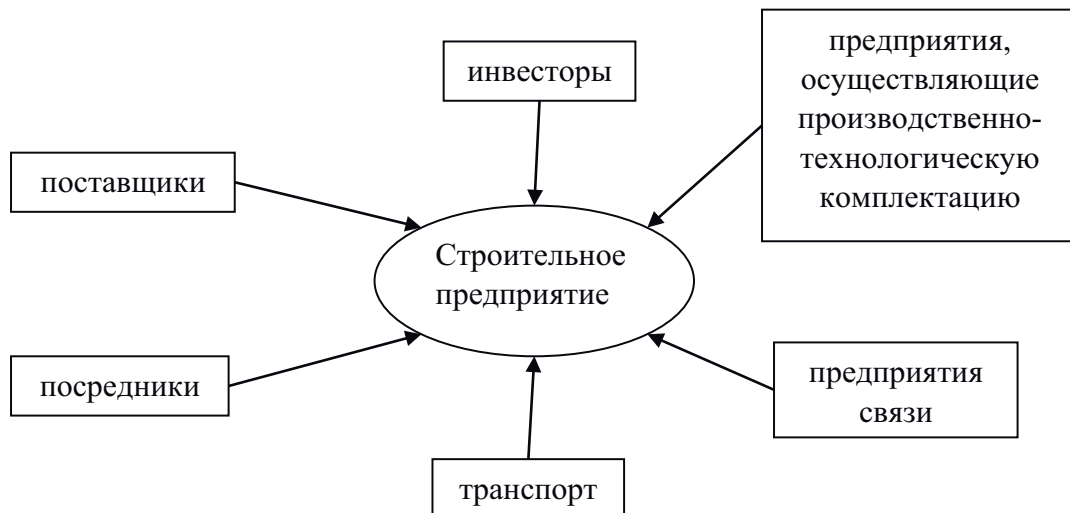 инвесторы
предприятия,
осуществляющие
производственно-
технологическую
комплектацию
поставщики
Строительное
предприятие
посредники
предприятия
связи
транспорт